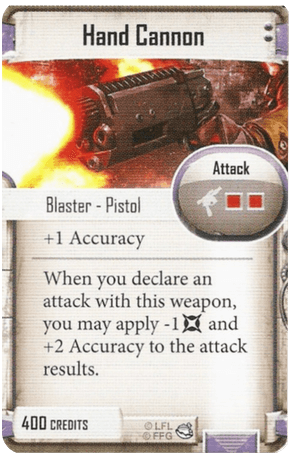 Hand Cannon
Attack
Blaster - Pistol
+1 Accuracy
When you declare an
attack with this weapon,
you may apply -1 and
+2 Accuracy to the attack
results.
400 CREDITS
©LFL
©FFG